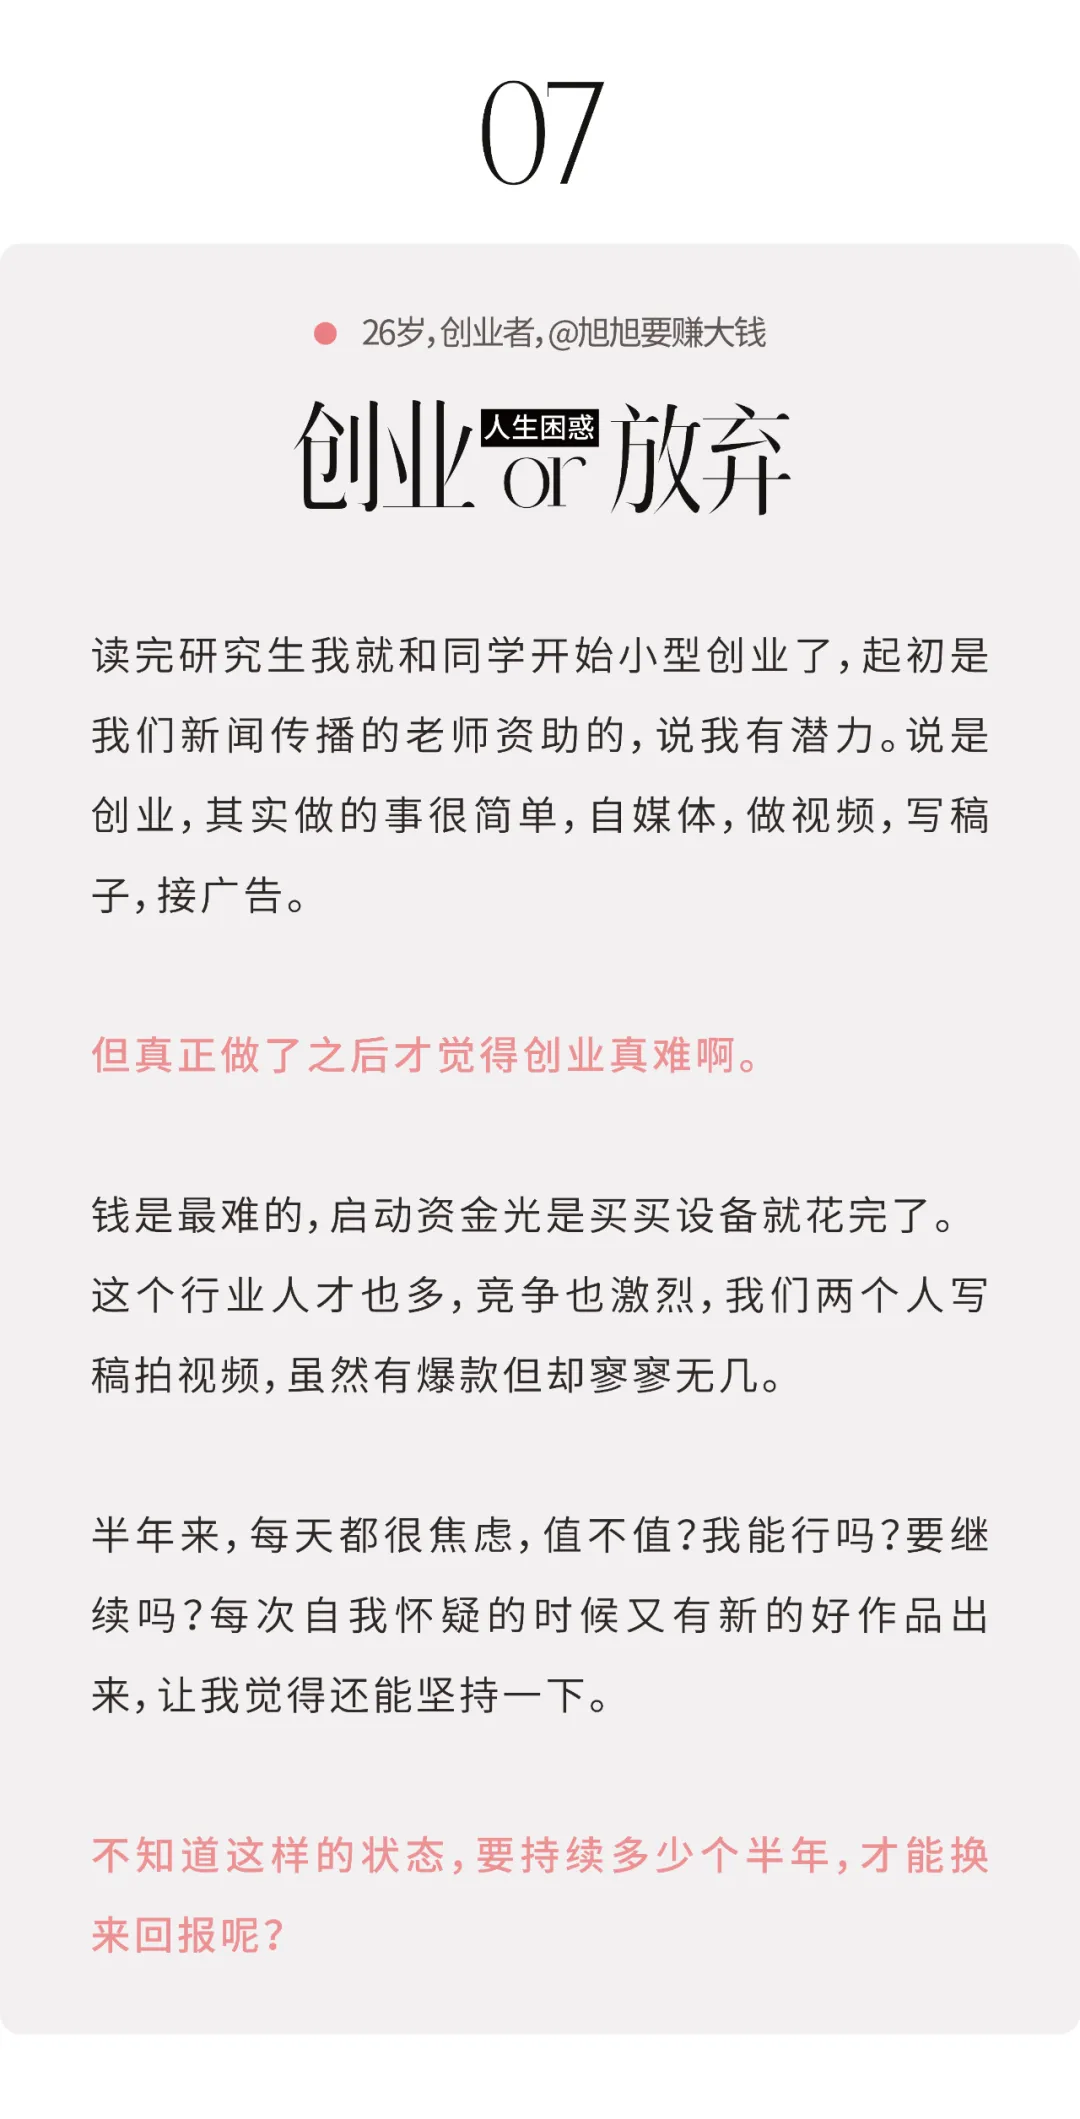 07
26岁，创业者，@旭旭要赚大钱
创业 人生困惑 or 放弃
读完研究生我就和同学开始小型创业了，起初是
我们新闻传播的老师资助的，说我有潜力。说是
创业，其实做的事很简单，自媒体，做视频，写稿
子，接广告。
但真正做了之后才觉得创业真难啊。
钱是最难的，启动资金光是买买设备就花完了。
这个行业人才也多，竞争也激烈，我们两个人写
稿拍视频，虽然有爆款但却寥寥无几。
半年来，每天都很焦虑，值不值？我能行吗？要继
续吗？每次自我怀疑的时候又有新的好作品出
来，让我觉得还能坚持一下。
不知道这样的状态，要持续多少个半年，才能换
来回报呢？